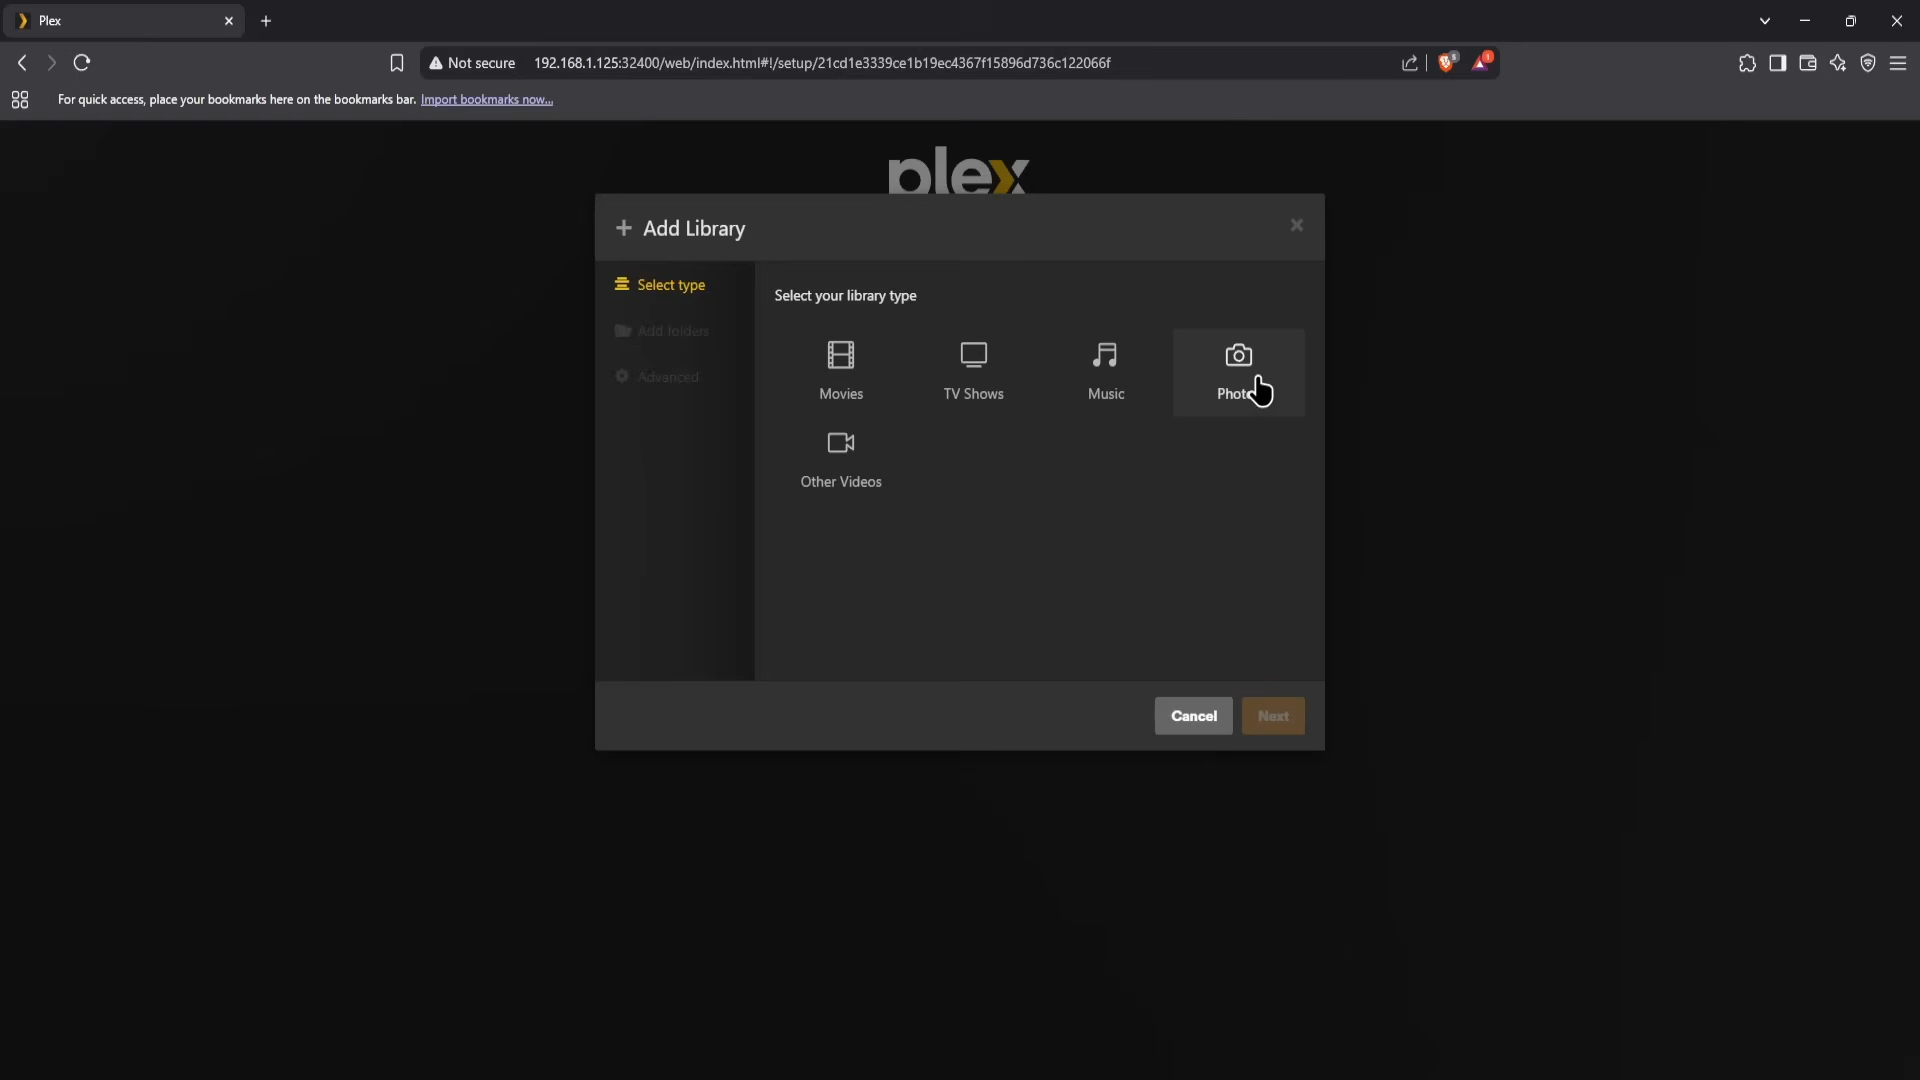 Plex
Not secure 192.168.1.125:32400/web/index.html#!/setup/21cd1e3339ce1b19ec4367f15896d736c122066f
For quick access, place your bookmarks here on the bookmarks bar. Import bookmarks now...
plex
Add Library
Select type
Add folders
Advanced
Select your library type
Movies
TV Shows
Music
Other Videos
Cancel
Next